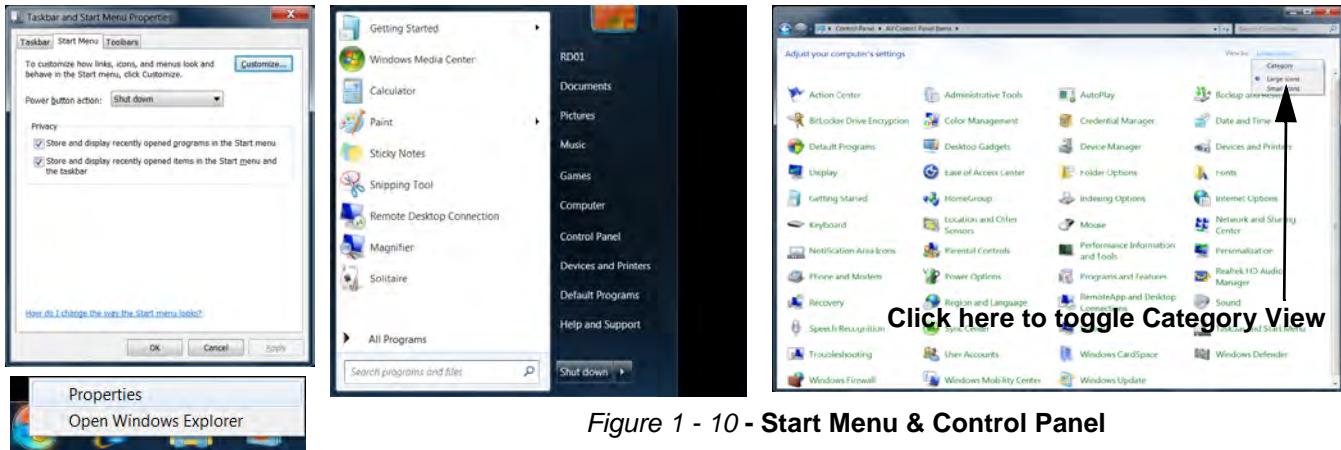 Taskbar and Start Menu Properties
Taskbar Start Menu Toolbars
To customize how links, icons, and menus look and
behave in the Start menu, click Customize.
Customize...
Power button action: Shut down
Privacy
Store and display recently opened programs in the Start menu
Store and display recently opened items in the Start menu and
the taskbar
How do I change the way the Start menu looks?
OK Cancel Apply
Properties
Open Windows Explorer
Getting Started
Windows Media Center
Calculator
Paint
Sticky Notes
Snipping Tool
Remote Desktop Connection
Magnifier
Solitaire
All Programs
Search programs and files
RD01
Documents
Pictures
Music
Games
Computer
Control Panel
Devices and Printers
Default Programs
Help and Support
Shut down
Control Panel All Control Panel Items
Adjust your computer's settings
View by:
Category
Large icons
Small icons
Action Center Administrative Tools AutoPlay Backup and
BitLocker Drive Encryption Color Management Credential Manager Date and Time
Default Programs Desktop Gadgets Device Manager Devices and Printers
Display Ease of Access Center Folder Options Fonts
Getting Started HomeGroup Indexing Options Internet Options
Keyboard Location and Other
Sensors Mouse Network and Sharing
Center
Notification Area Icons Parental Controls Performance Information
and Tools Personalization
Phone and Modem Power Options Programs and Features Realtek HD Audio
Manager
Recovery Region and Language RemoteApp and Desktop
Connections Sound
Click here to toggle Category View
Speech Recognition Sync Center Taskbar and Start Menu
Troubleshooting User Accounts Windows CardSpace Windows Defender
Windows Firewall Windows Mobility Center Windows Update
Figure 1 - 10 - Start Menu & Control Panel